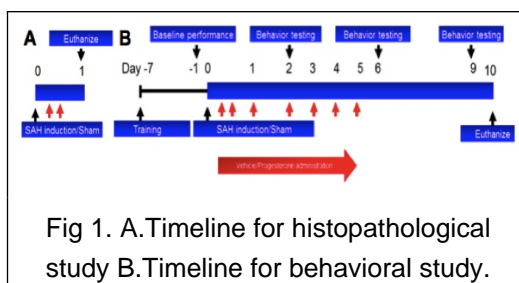 A
Euthanize
0 1
SAH induction/Sham
B
Baseline performance
Behavior testing
Behavior testing
Behavior testing
Day -7 -1 0 1 2 3 4 5 6 9 10
Training
SAH induction/Sham
Euthanize
Vehicle/Progesterone administration
Fig 1. A.Timeline for histopathological
study B.Timeline for behavioral study.